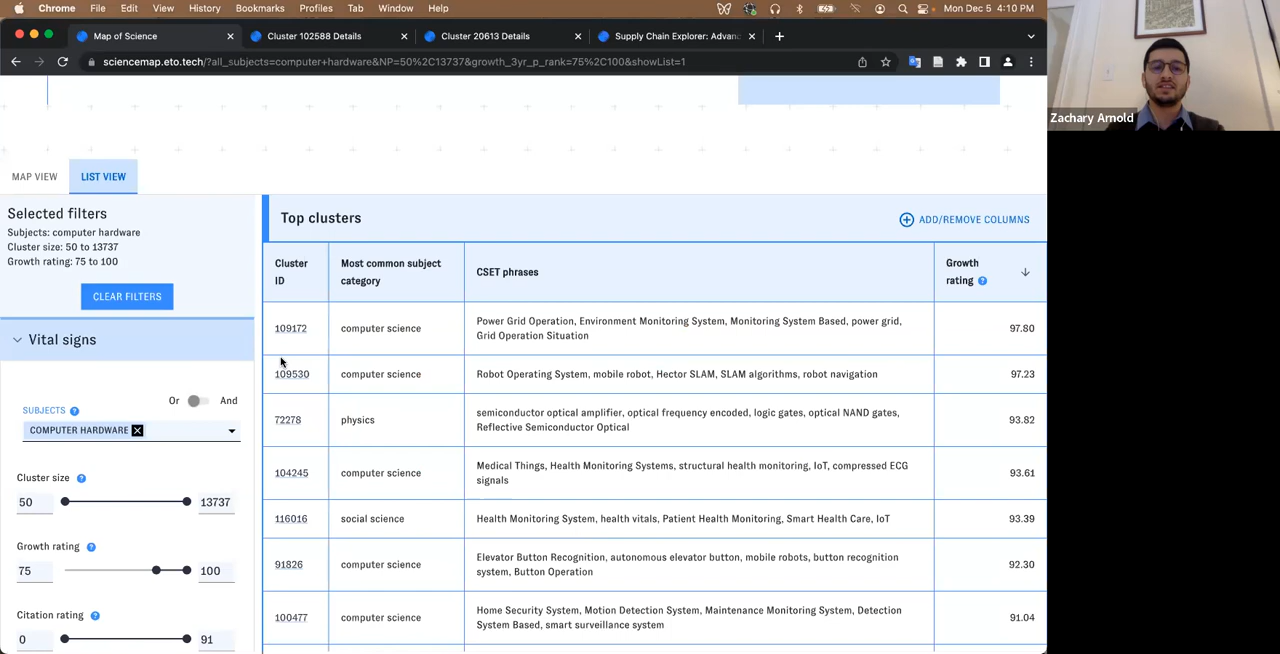 Chrome File Edit View History Bookmarks Profiles Tab Window Help Mon Dec 5 4:10 PM
Map of Science Cluster 102588 Details Cluster 20613 Details Supply Chain Explorer: Advan
sciencemap.eto.tech/?all_subjects=computer+hardware&NP=50%2C13737&growth_3yr_p_rank=75%2C100&showList=1
Zachary Arnold
MAP VIEW LIST VIEW
Selected filters
Subjects: computer hardware
Cluster size: 50 to 13737
Growth rating: 75 to 100
CLEAR FILTERS
Vital signs
Or And
SUBJECTS ?
COMPUTER HARDWARE
Cluster size ?
50 13737
Growth rating ?
75 100
Citation rating ?
0 91
Top clusters
ADD/REMOVE COLUMNS
Cluster ID
Most common subject category
CSET phrases
Growth rating ?
109172 computer science Power Grid Operation, Environment Monitoring System, Monitoring System Based, power grid, 97.80
Grid Operation Situation
109530 computer science Robot Operating System, mobile robot, Hector SLAM, SLAM algorithms, robot navigation 97.23
72278 physics semiconductor optical amplifier, optical frequency encoded, logic gates, optical NAND gates, 93.82
Reflective Semiconductor Optical
104245 computer science Medical Things, Health Monitoring Systems, structural health monitoring, IoT, compressed ECG 93.61
signals
116016 social science Health Monitoring System, health vitals, Patient Health Monitoring, Smart Health Care, IoT 93.39
91826 computer science Elevator Button Recognition, autonomous elevator button, mobile robots, button recognition 92.30
system, Button Operation
100477 computer science Home Security System, Motion Detection System, Maintenance Monitoring System, Detection 91.04
System Based, smart surveillance system